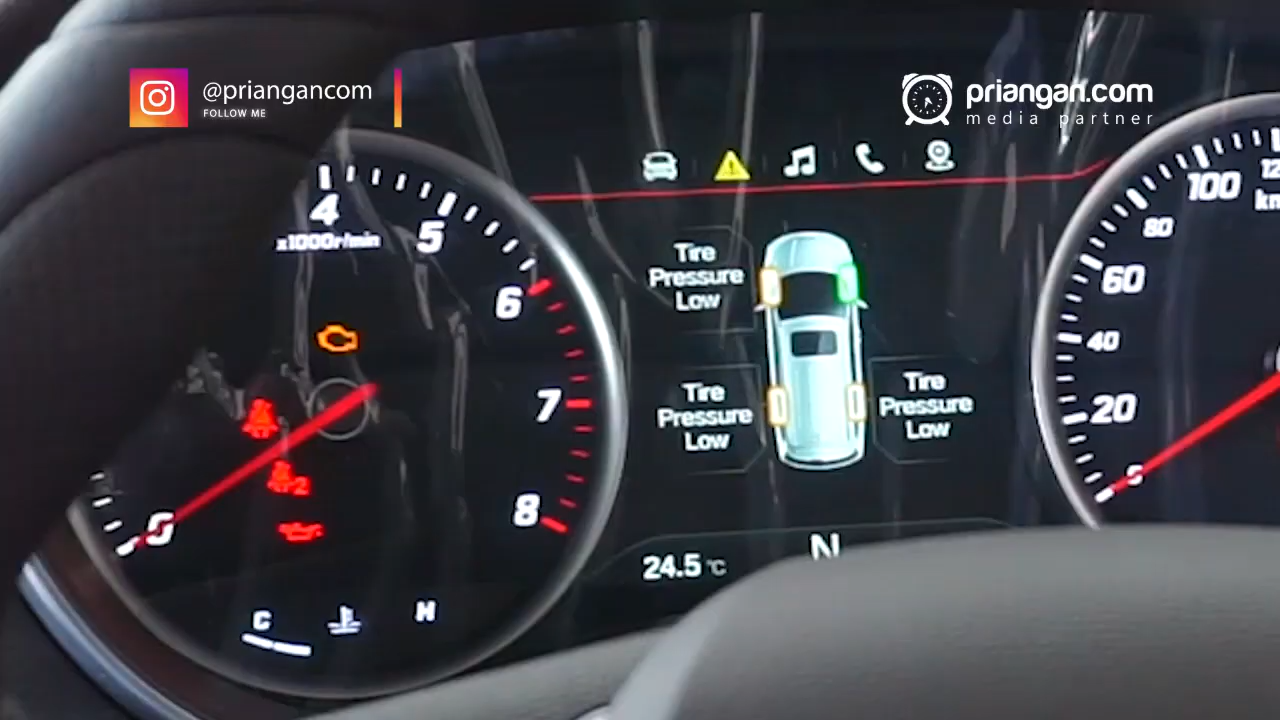 @priangancom
FOLLOW ME
priangan.com
media partner
4
5
6
7
8
x1000r/min
0
C
H
Tire
Pressure
Low
Tire
Pressure
Low
Tire
Pressure
Low
24.5 °C
N
2
100
80
60
40
20